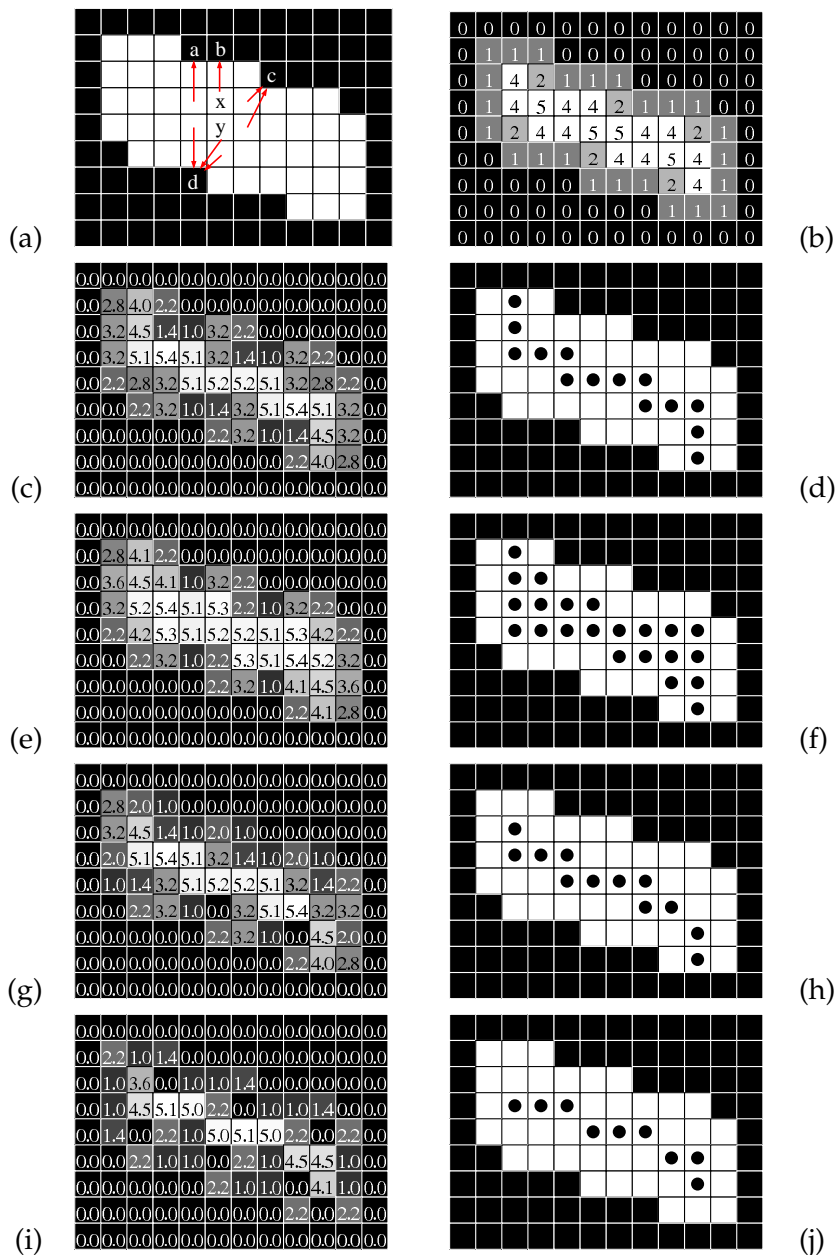 a b
c
x
y
d
(a)
0 0 0 0 0 0 0 0 0 0 0 0
0 1 1 1 0 0 0 0 0 0 0 0
0 1 4 2 1 1 1 0 0 0 0 0
0 1 4 5 4 4 2 1 1 1 0 0
0 1 2 4 4 5 5 4 4 2 1 0
0 0 1 1 1 2 4 4 5 4 1 0
0 0 0 0 0 1 1 1 2 4 1 0
0 0 0 0 0 0 0 0 1 1 1 0
0 0 0 0 0 0 0 0 0 0 0 0
(b)
0.0 0.0 0.0 0.0 0.0 0.0 0.0 0.0 0.0 0.0 0.0 0.0
0.0 2.8 4.0 2.2 0.0 0.0 0.0 0.0 0.0 0.0 0.0 0.0
0.0 3.2 4.5 1.4 1.0 3.2 2.2 0.0 0.0 0.0 0.0 0.0
0.0 3.2 5.1 5.4 5.1 3.2 1.4 1.0 3.2 2.2 0.0 0.0
0.0 2.2 2.8 3.2 5.1 5.2 5.2 5.1 3.2 2.8 2.2 0.0
0.0 0.0 2.2 3.2 1.0 1.4 3.2 5.1 5.4 5.1 3.2 0.0
0.0 0.0 0.0 0.0 0.0 2.2 3.2 1.0 1.4 4.5 3.2 0.0
0.0 0.0 0.0 0.0 0.0 0.0 0.0 0.0 2.2 4.0 2.8 0.0
0.0 0.0 0.0 0.0 0.0 0.0 0.0 0.0 0.0 0.0 0.0 0.0
(c)
(d)
0.0 0.0 0.0 0.0 0.0 0.0 0.0 0.0 0.0 0.0 0.0 0.0
0.0 2.8 4.1 2.2 0.0 0.0 0.0 0.0 0.0 0.0 0.0 0.0
0.0 3.6 4.5 4.1 1.0 3.2 2.2 0.0 0.0 0.0 0.0 0.0
0.0 3.2 5.2 5.4 5.1 5.3 2.2 1.0 3.2 2.2 0.0 0.0
0.0 2.2 4.2 5.3 5.1 5.2 5.2 5.1 5.3 4.2 2.2 0.0
0.0 0.0 2.2 3.2 1.0 2.2 5.3 5.1 5.4 5.2 3.2 0.0
0.0 0.0 0.0 0.0 0.0 2.2 3.2 1.0 4.1 4.5 3.6 0.0
0.0 0.0 0.0 0.0 0.0 0.0 0.0 0.0 2.2 4.1 2.8 0.0
0.0 0.0 0.0 0.0 0.0 0.0 0.0 0.0 0.0 0.0 0.0 0.0
(e)
(f)
0.0 0.0 0.0 0.0 0.0 0.0 0.0 0.0 0.0 0.0 0.0 0.0
0.0 2.8 2.0 1.0 0.0 0.0 0.0 0.0 0.0 0.0 0.0 0.0
0.0 3.2 4.5 1.4 1.0 2.0 1.0 0.0 0.0 0.0 0.0 0.0
0.0 2.0 5.1 5.4 5.1 3.2 1.4 1.0 2.0 1.0 0.0 0.0
0.0 1.0 1.4 3.2 5.1 5.2 5.2 5.1 3.2 1.4 2.2 0.0
0.0 0.0 2.2 3.2 1.0 0.0 3.2 5.1 5.4 3.2 3.2 0.0
0.0 0.0 0.0 0.0 0.0 2.2 3.2 1.0 0.0 4.5 2.0 0.0
0.0 0.0 0.0 0.0 0.0 0.0 0.0 0.0 2.2 4.0 2.8 0.0
0.0 0.0 0.0 0.0 0.0 0.0 0.0 0.0 0.0 0.0 0.0 0.0
(g)
(h)
0.0 0.0 0.0 0.0 0.0 0.0 0.0 0.0 0.0 0.0 0.0 0.0
0.0 2.2 1.0 1.4 0.0 0.0 0.0 0.0 0.0 0.0 0.0 0.0
0.0 1.0 3.6 0.0 1.0 1.0 1.4 0.0 0.0 0.0 0.0 0.0
0.0 1.0 4.5 5.1 5.0 2.2 0.0 1.0 1.0 1.4 0.0 0.0
0.0 1.4 0.0 2.2 1.0 5.0 5.1 5.0 2.2 0.0 2.2 0.0
0.0 0.0 2.2 1.0 1.0 0.0 2.2 1.0 4.5 4.5 1.0 0.0
0.0 0.0 0.0 0.0 0.0 2.2 1.0 1.0 0.0 4.1 1.0 0.0
0.0 0.0 0.0 0.0 0.0 0.0 0.0 0.0 2.2 0.0 2.2 0.0
0.0 0.0 0.0 0.0 0.0 0.0 0.0 0.0 0.0 0.0 0.0 0.0
(i)
(j)